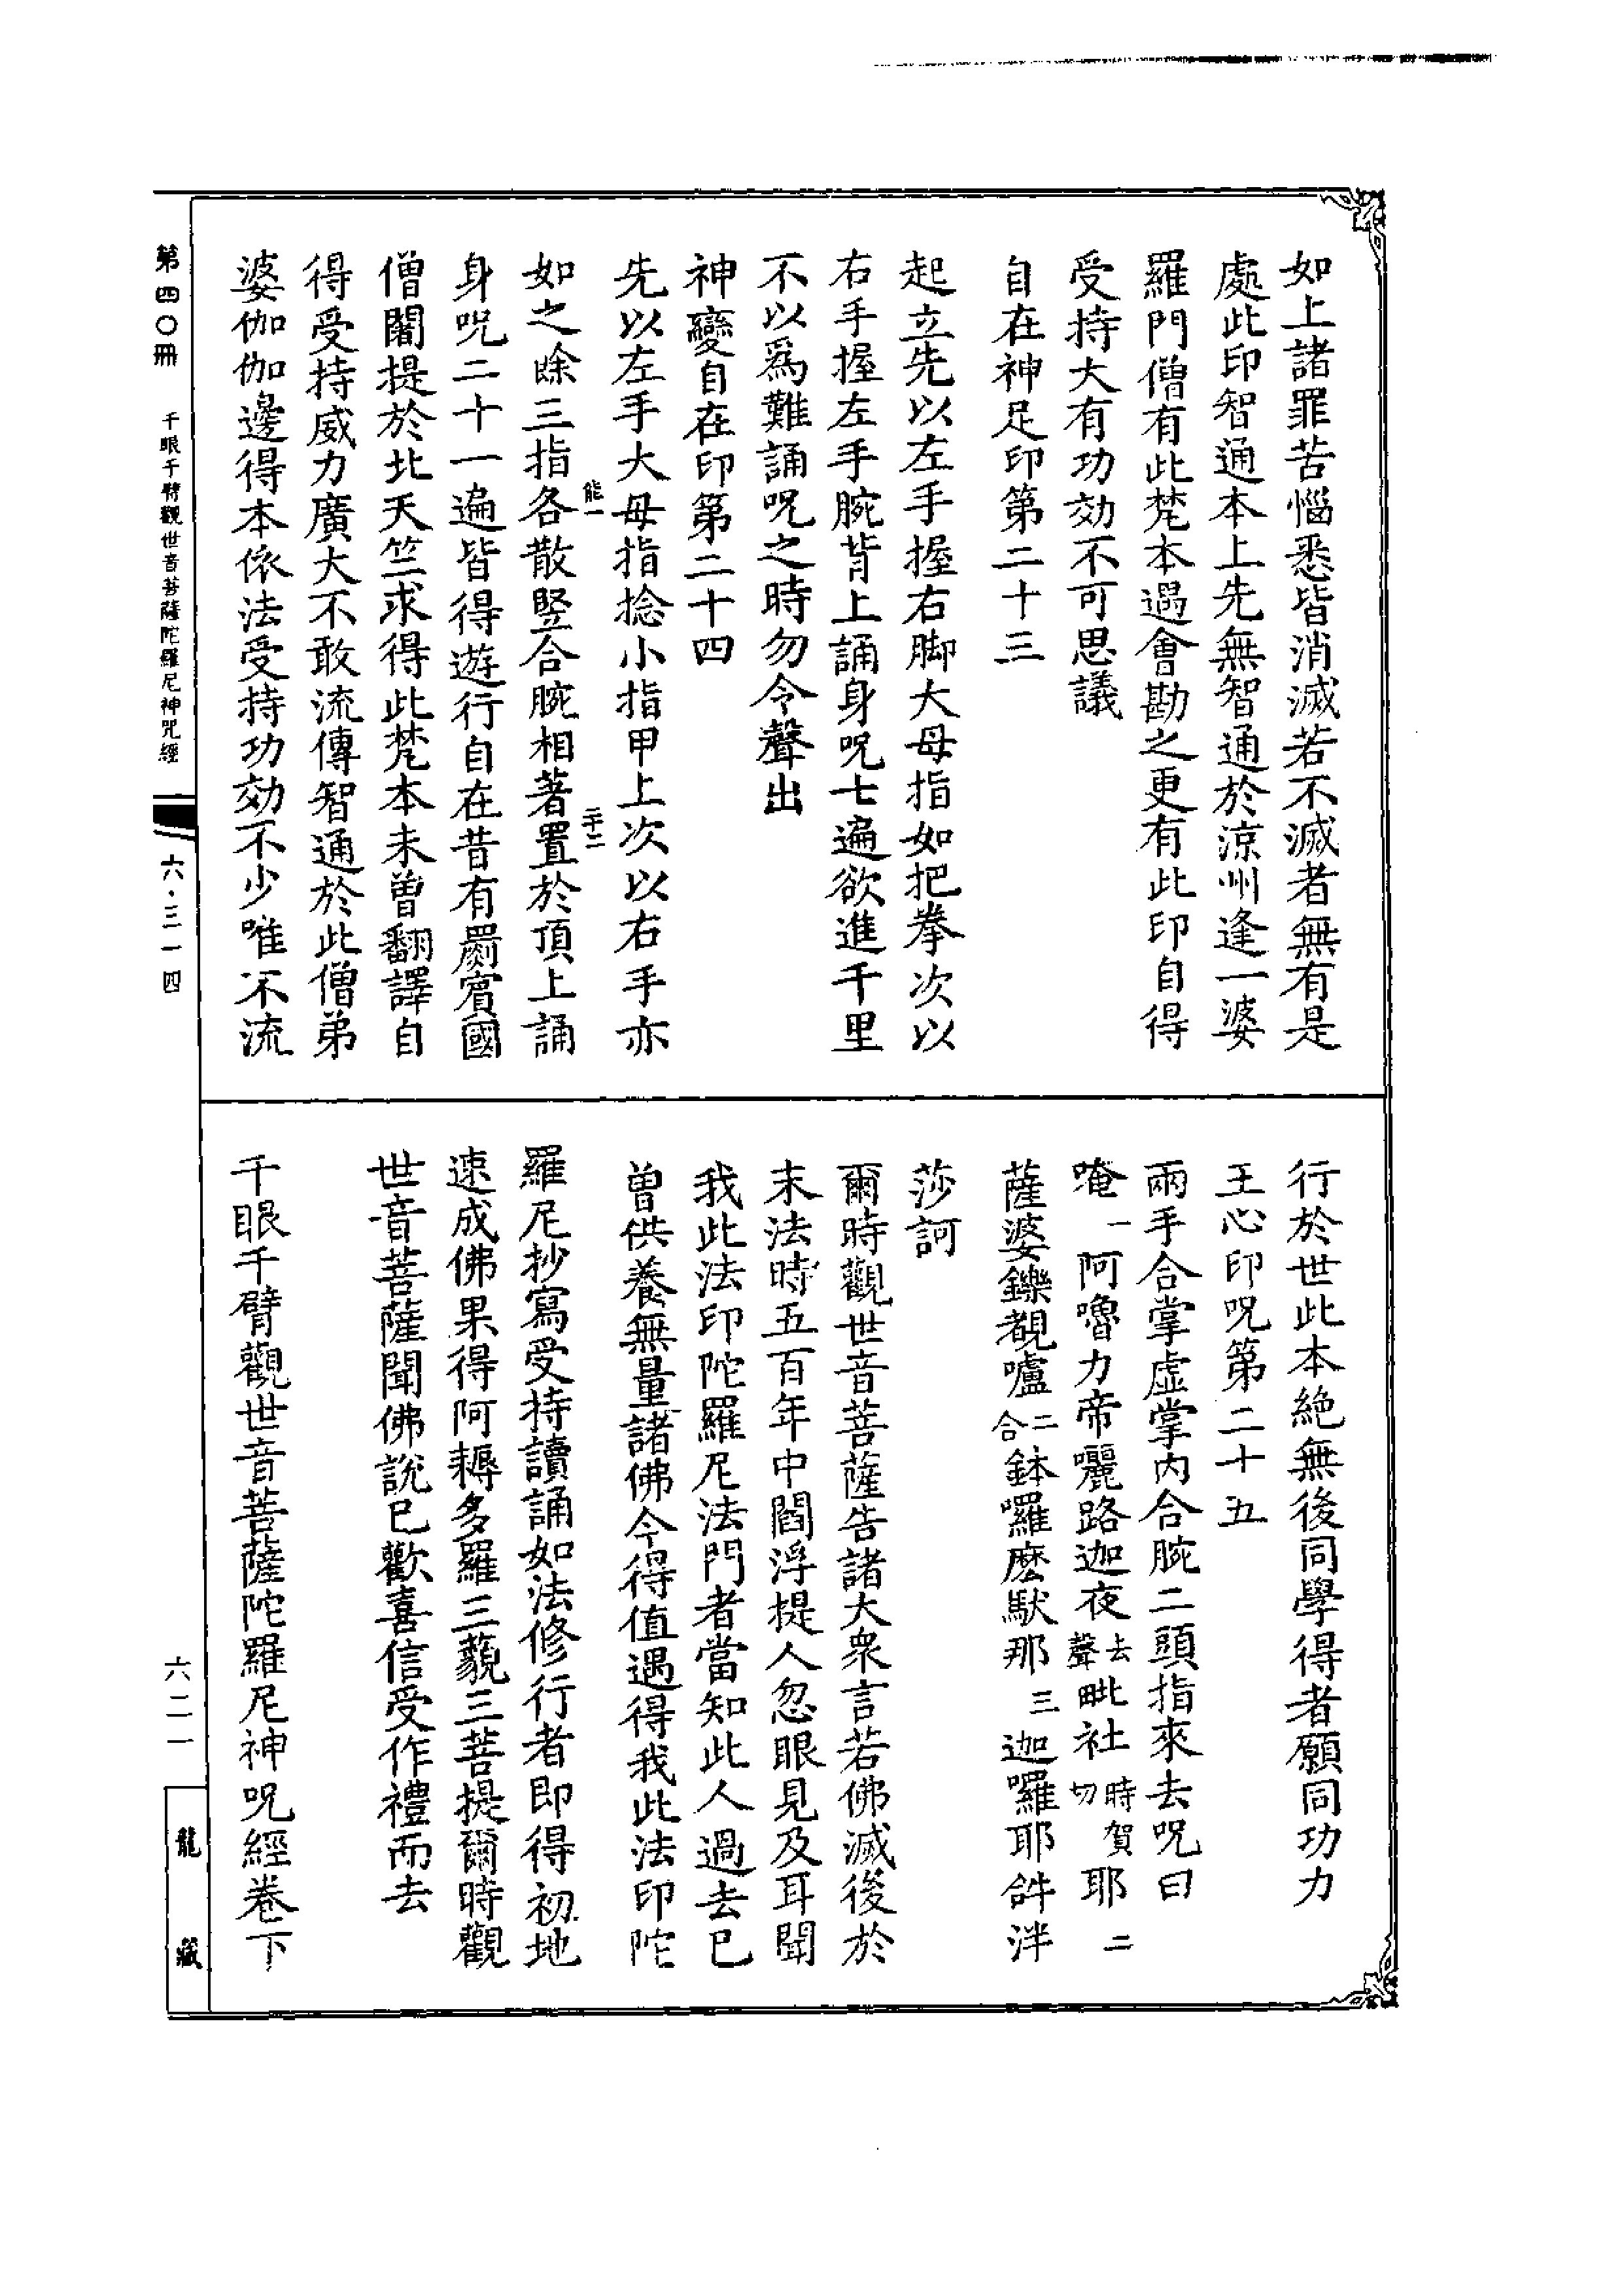 如上諸罪苦惱悉皆消滅若不滅者無有是
處此印智通本上先無智通於涼州逢一婆
羅門僧有此梵本遇會勘之更有此印自得
受持大有功効不可思議
自在神足印第二十三
起立先以左手握右脚大母指如把拳次以
右手握左手腕背上誦身呪七遍欲進千里
不以爲難誦呪之時勿令聲出
神變自在印第二十四
先以左手大母指捻小指甲上次以右手亦
能一 二十二
如之除三指各散竪合腕相著置於頂上誦
身呪二十一遍皆得遊行自在昔有罽賓國
僧闍提於北天竺求得此梵本未曾翻譯自
得受持威力廣大不敢流傳智通於此僧弟
婆伽伽邊得本依法受持功効不少唯不流
行於世此本絶無後同學得者願同功力
王心印呪第二十五
兩手合掌虛掌內合腕二頭指來去呪曰
唵一阿嚕力帝囇路迦夜去聲毗社時賀切耶二
薩婆鑠覩嚧二合鉢囉麼馱那三迦囉耶𤙖泮
莎訶
爾時觀世音菩薩告諸大衆言若佛滅後於
末法時五百年中閻浮提人忽眼見及耳聞
我此法印陀羅尼法門者當知此人過去已
曾供養無量諸佛今得值遇得我此法印陀
羅尼抄寫受持讀誦如法修行者即得初地
速成佛果得阿耨多羅三藐三菩提爾時觀
世音菩薩聞佛說已歡喜信受作禮而去
千眼千臂觀世音菩薩陀羅尼神呪經卷下
第四〇冊 千眼千臂觀世音菩薩陀羅尼神咒經 六·三一四
六二一
龍藏